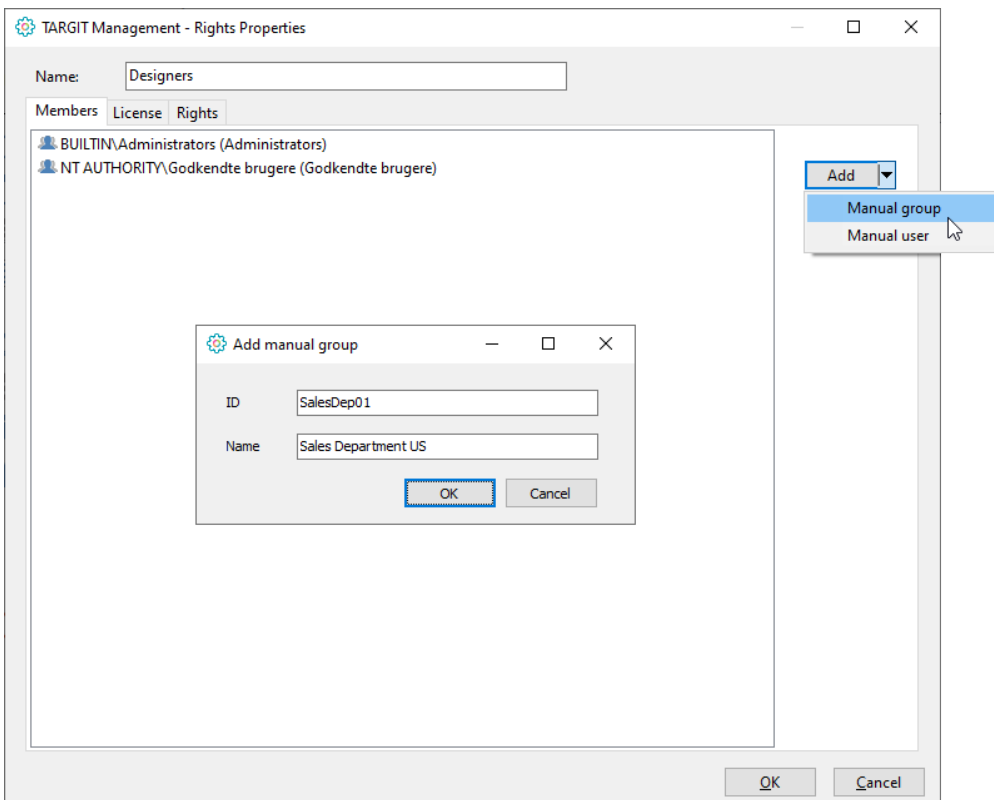 TARGIT Management - Rights Properties
Name: Designers
Members License Rights
BUILTIN\Administrators (Administrators)
NT AUTHORITY\Godkendte brugere (Godkendte brugere)
Add
Manual group
Manual user
Add manual group
ID SalesDep01
Name Sales Department US
OK Cancel
OK Cancel